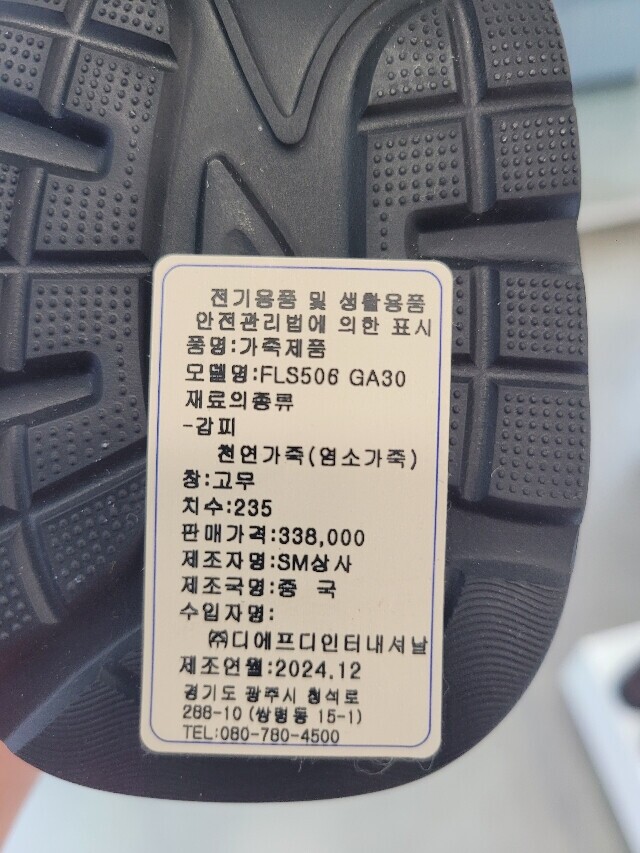 전기용품 및 생활용품
안전관리법에 의한 표시
품명:가죽제품
모델명:FLS506 GA30
재료의종류
-감피
천연가죽(염소가죽)
창:고무
치수:235
판매가격:338,000
제조자명:SM상사
제조국명:중 국
수입자명:
㈜디에프디인터내셔날
제조연월:2024.12
경기도 광주시 청석로
288-10 (쌍령동 15-1)
TEL:080-780-4500